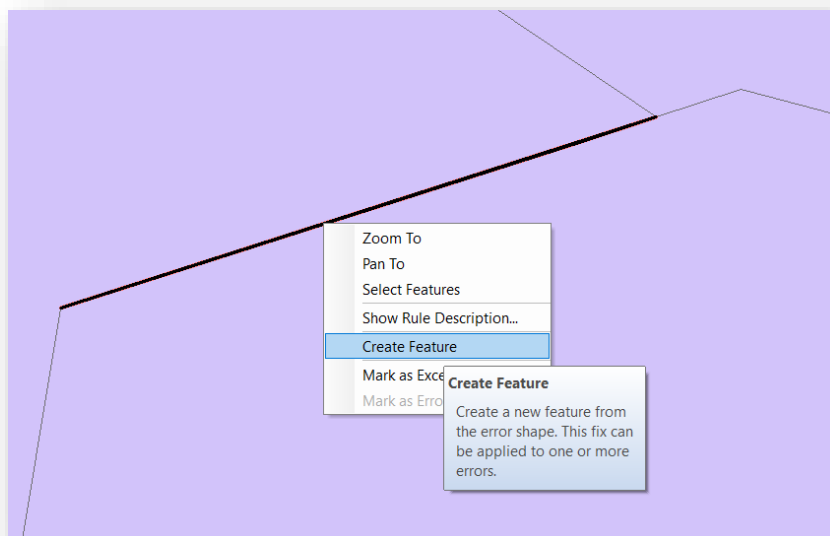 Zoom To
Pan To
Select Features
Show Rule Description...
Create Feature
Mark as Exce
Mark as Erro
Create Feature
Create a new feature from
the error shape. This fix can
be applied to one or more
errors.